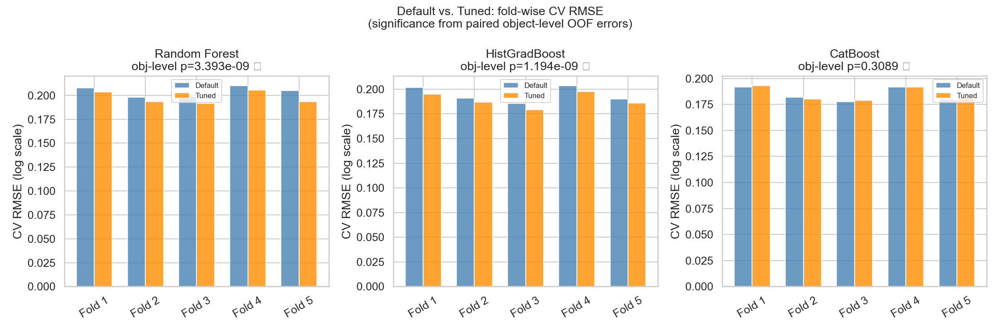 Default vs. Tuned: fold-wise CV RMSE
(significance from paired object-level OOF errors)
Random Forest
obj-level p=3.393e-09 
CV RMSE (log scale)
0.200
0.175
0.150
0.125
0.100
0.075
0.050
0.025
0.000
Default
Tuned
Fold 1
Fold 2
Fold 3
Fold 4
Fold 5
HistGradBoost
obj-level p=1.194e-09 
CV RMSE (log scale)
0.200
0.175
0.150
0.125
0.100
0.075
0.050
0.025
0.000
Default
Tuned
Fold 1
Fold 2
Fold 3
Fold 4
Fold 5
CatBoost
obj-level p=0.3089 
CV RMSE (log scale)
0.200
0.175
0.150
0.125
0.100
0.075
0.050
0.025
0.000
Default
Tuned
Fold 1
Fold 2
Fold 3
Fold 4
Fold 5